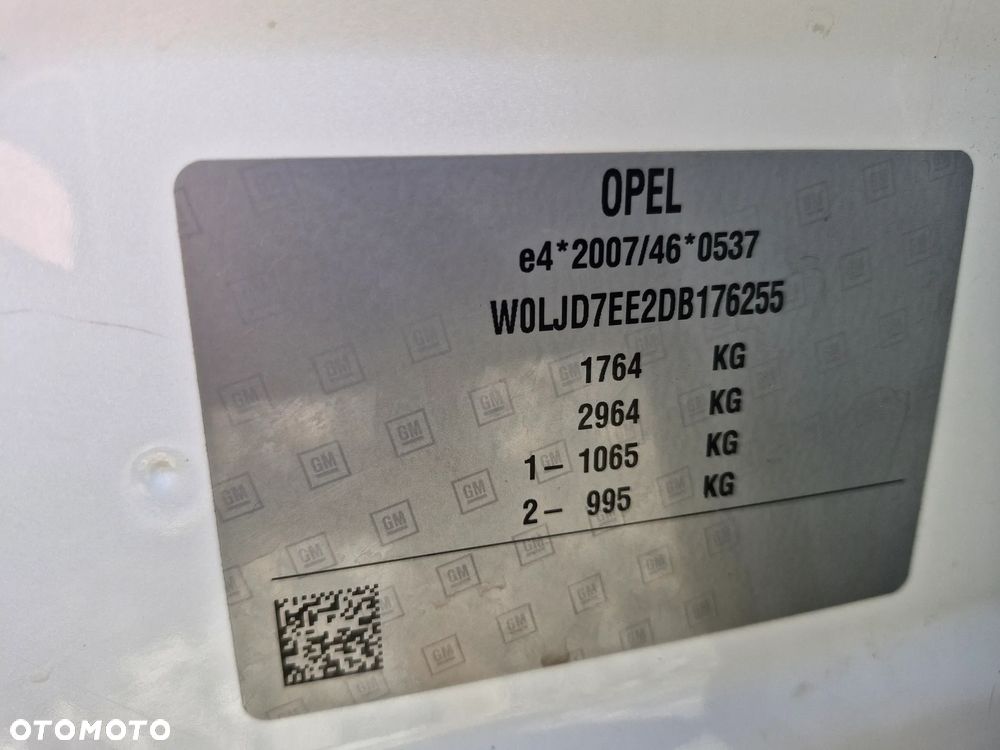 OPEL
e4*2007/46*0537
W0LJD7EE2DB176255
1764 KG
2964 KG
1- 1065 KG
2- 995 KG
OTOMOTO